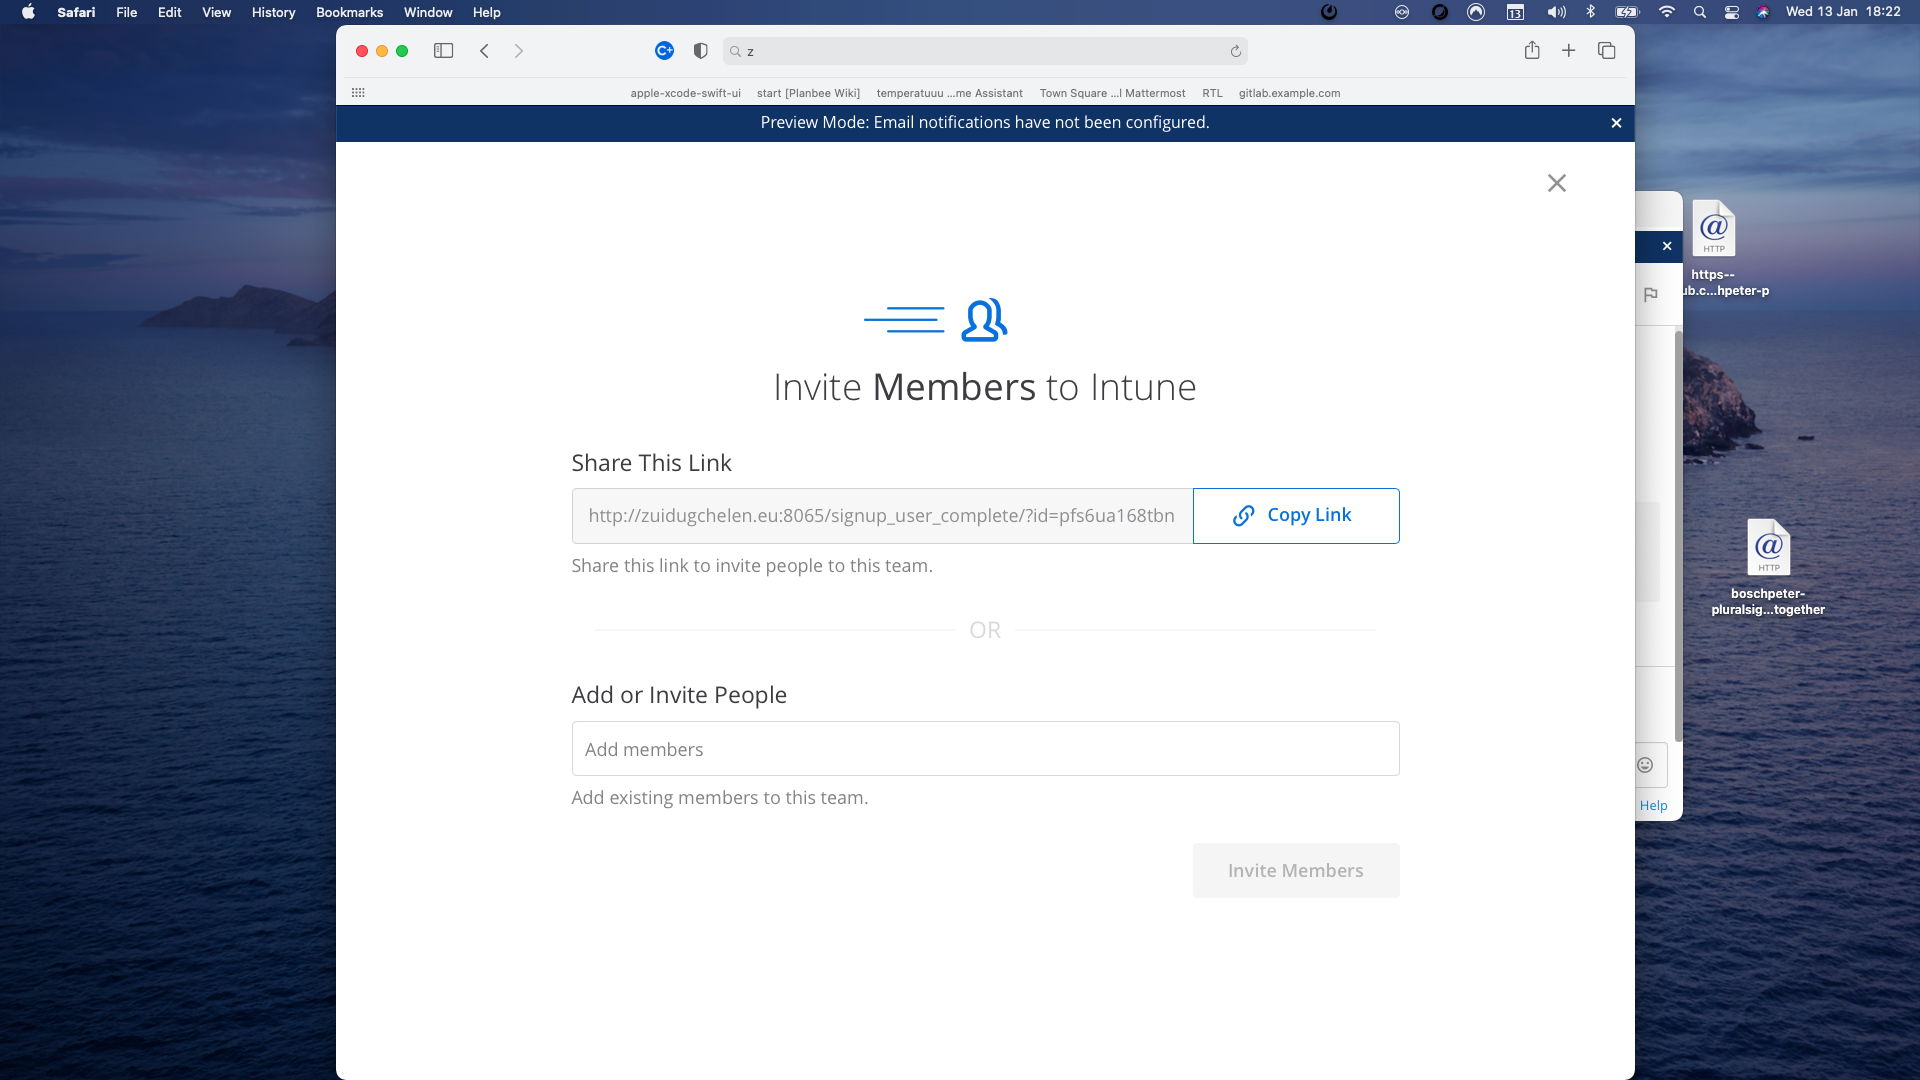 Safari File Edit View History Bookmarks Window Help
13
Wed 13 Jan 18:22
C+
z
apple-xcode-swift-ui start [Planbee Wiki] temperatuuu ...me Assistant Town Square ...l Mattermost RTL gitlab.example.com
Preview Mode: Email notifications have not been configured.
Invite Members to Intune
Share This Link
http://zuidugchelen.eu:8065/signup_user_complete/?id=pfs6ua168tbn
Copy Link
Share this link to invite people to this team.
OR
Add or Invite People
Add members
Add existing members to this team.
Invite Members
Help
@
HTTP
https--
ub.c...hpeter-p
@
HTTP
boschpeter-
pluralsig...together